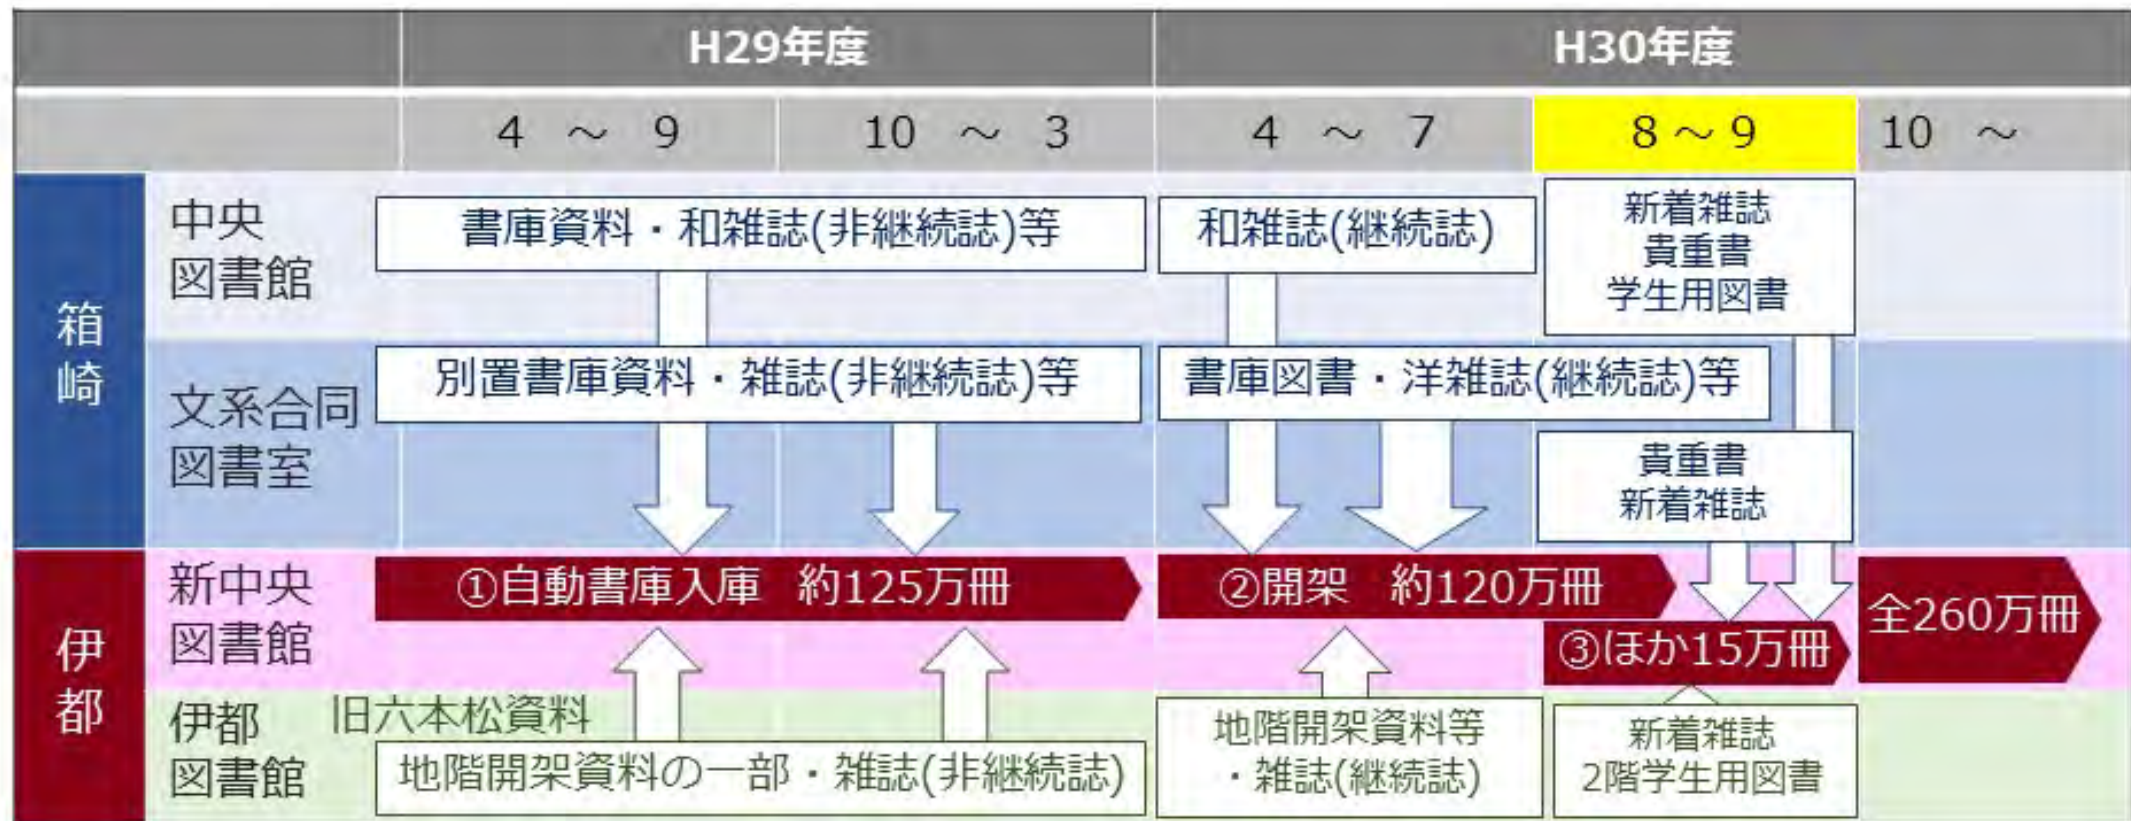 H29年度
H30年度
4 ～ 9
10 ～ 3
4 ～ 7
8～9
10 ～
箱崎
中央
図書館
書庫資料・和雑誌(非継続誌)等
和雑誌(継続誌)
新着雑誌
貴重書
学生用図書
文系合同
図書室
別置書庫資料・雑誌(非継続誌)等
書庫図書・洋雑誌(継続誌)等
貴重書
新着雑誌
伊都
新中央
図書館
①自動書庫入庫 約125万冊
②開架 約120万冊
③ほか15万冊
全260万冊
伊都
図書館
旧六本松資料
地階開架資料の一部・雑誌(非継続誌)
地階開架資料等
・雑誌(継続誌)
新着雑誌
2階学生用図書